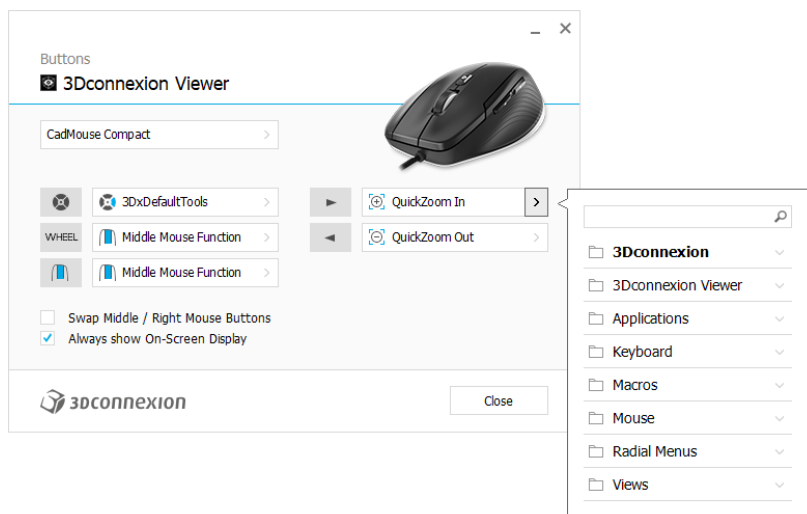 Buttons
3Dconnexion Viewer
CadMouse Compact
3DxDefaultTools
QuickZoom In
WHEEL
Middle Mouse Function
QuickZoom Out
Middle Mouse Function
Swap Middle / Right Mouse Buttons
Always show On-Screen Display
3Dconnexion
Close
3Dconnexion
3Dconnexion Viewer
Applications
Keyboard
Macros
Mouse
Radial Menus
Views